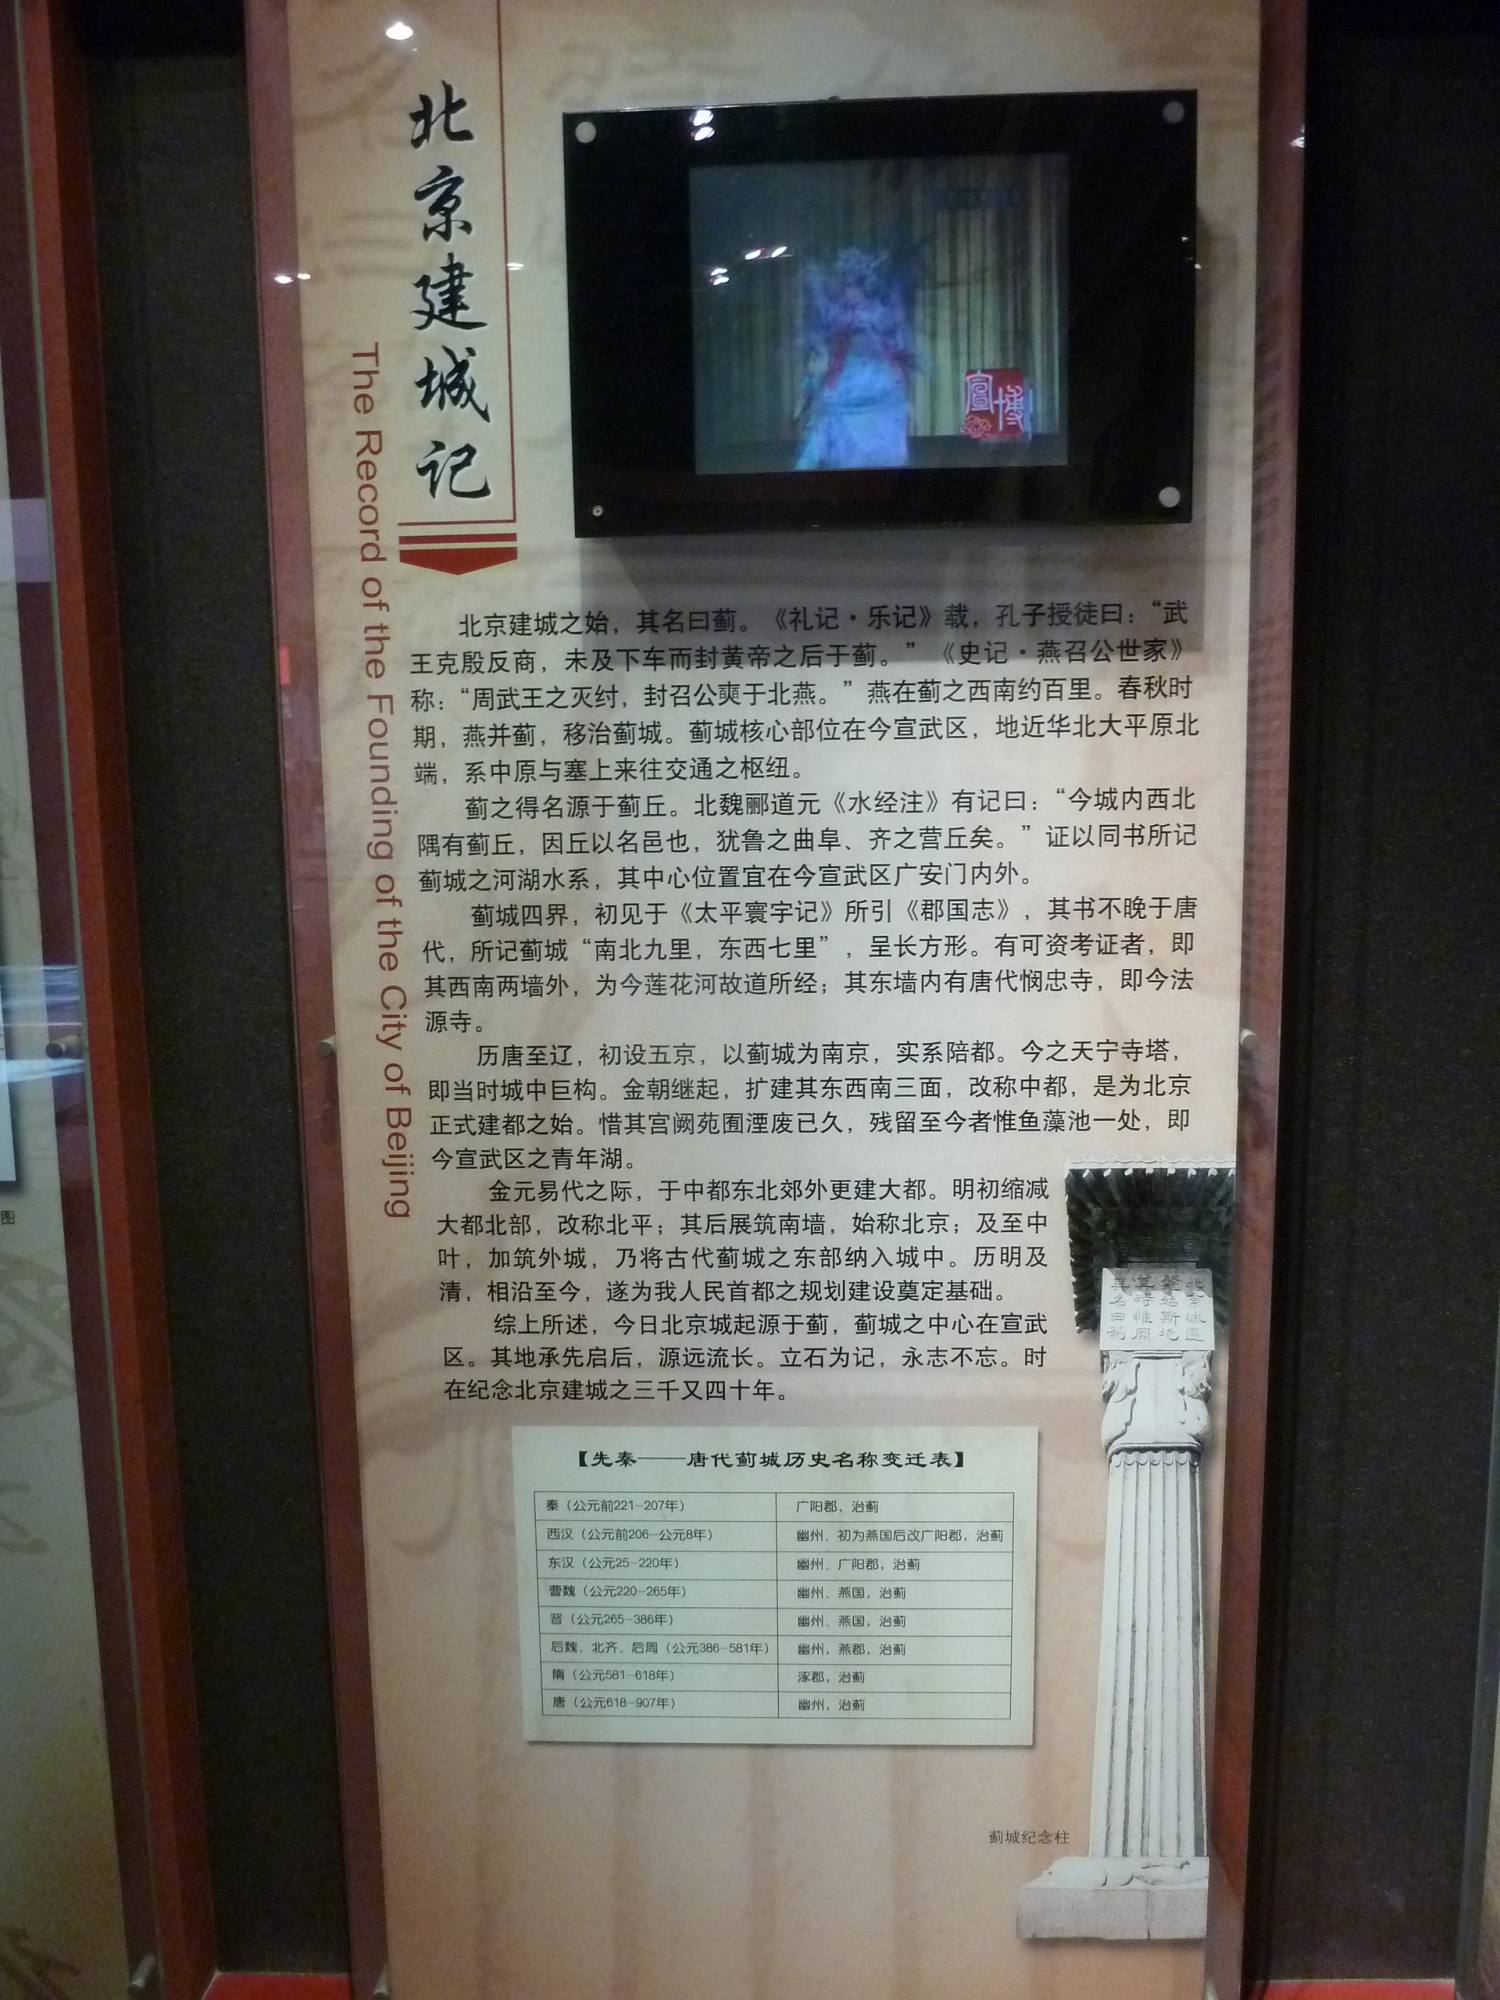 北京建城记
The Record of the Founding of the City of Beijing
宣博
北京建城之始，其名曰蓟。《礼记·乐记》载，孔子授徒曰：“武
王克殷反商，未及下车而封黄帝之后于蓟。”《史记·燕召公世家》
称：“周武王之灭纣，封召公奭于北燕。”燕在蓟之西南约百里。春秋时
期，燕并蓟，移治蓟城。蓟城核心部位在今宣武区，地近华北大平原北
端，系中原与塞上来往交通之枢纽。
蓟之得名源于蓟丘。北魏郦道元《水经注》有记曰：“今城内西北
隅有蓟丘，因丘以名邑也，犹鲁之曲阜、齐之营丘矣。”证以同书所记
蓟城之河湖水系，其中心位置宜在今宣武区广安门内外。
蓟城四界，初见于《太平寰宇记》所引《郡国志》，其书不晚于唐
代，所记蓟城“南北九里，东西七里”，呈长方形。有可资考证者，即
其西南两墙外，为今莲花河故道所经；其东墙内有唐代悯忠寺，即今法
源寺。
历唐至辽，初设五京，以蓟城为南京，实系陪都。今之天宁寺塔，
即当时城中巨构。金朝继起，扩建其东西南三面，改称中都，是为北京
正式建都之始。惜其宫阙苑囿湮废已久，残留至今者惟鱼藻池一处，即
今宣武区之青年湖。
金元易代之际，于中都东北郊外更建大都。明初缩减
大都北部，改称北平；其后展筑南墙，始称北京；及至中
叶，加筑外城，乃将古代蓟城之东部纳入城中。历明及
清，相沿至今，遂为我人民首都之规划建设奠定基础。
综上所述，今日北京城起源于蓟，蓟城之中心在宣武
区。其地承先启后，源远流长。立石为记，永志不忘。时
在纪念北京建城之三千又四十年。
北京城区
肇始斯地
其时惟周
其名曰蓟
【先秦——唐代蓟城历史名称变迁表】
秦（公元前221—207年） 广阳郡，治蓟
西汉（公元前206—公元8年） 幽州、初为燕国后改广阳郡，治蓟
东汉（公元25—220年） 幽州、广阳郡，治蓟
曹魏（公元220—265年） 幽州、燕国，治蓟
晋（公元265—386年） 幽州、燕国，治蓟
后魏、北齐、后周（公元386—581年） 幽州，燕郡，治蓟
隋（公元581—618年） 涿郡，治蓟
唐（公元618—907年） 幽州，治蓟
蓟城纪念柱
图